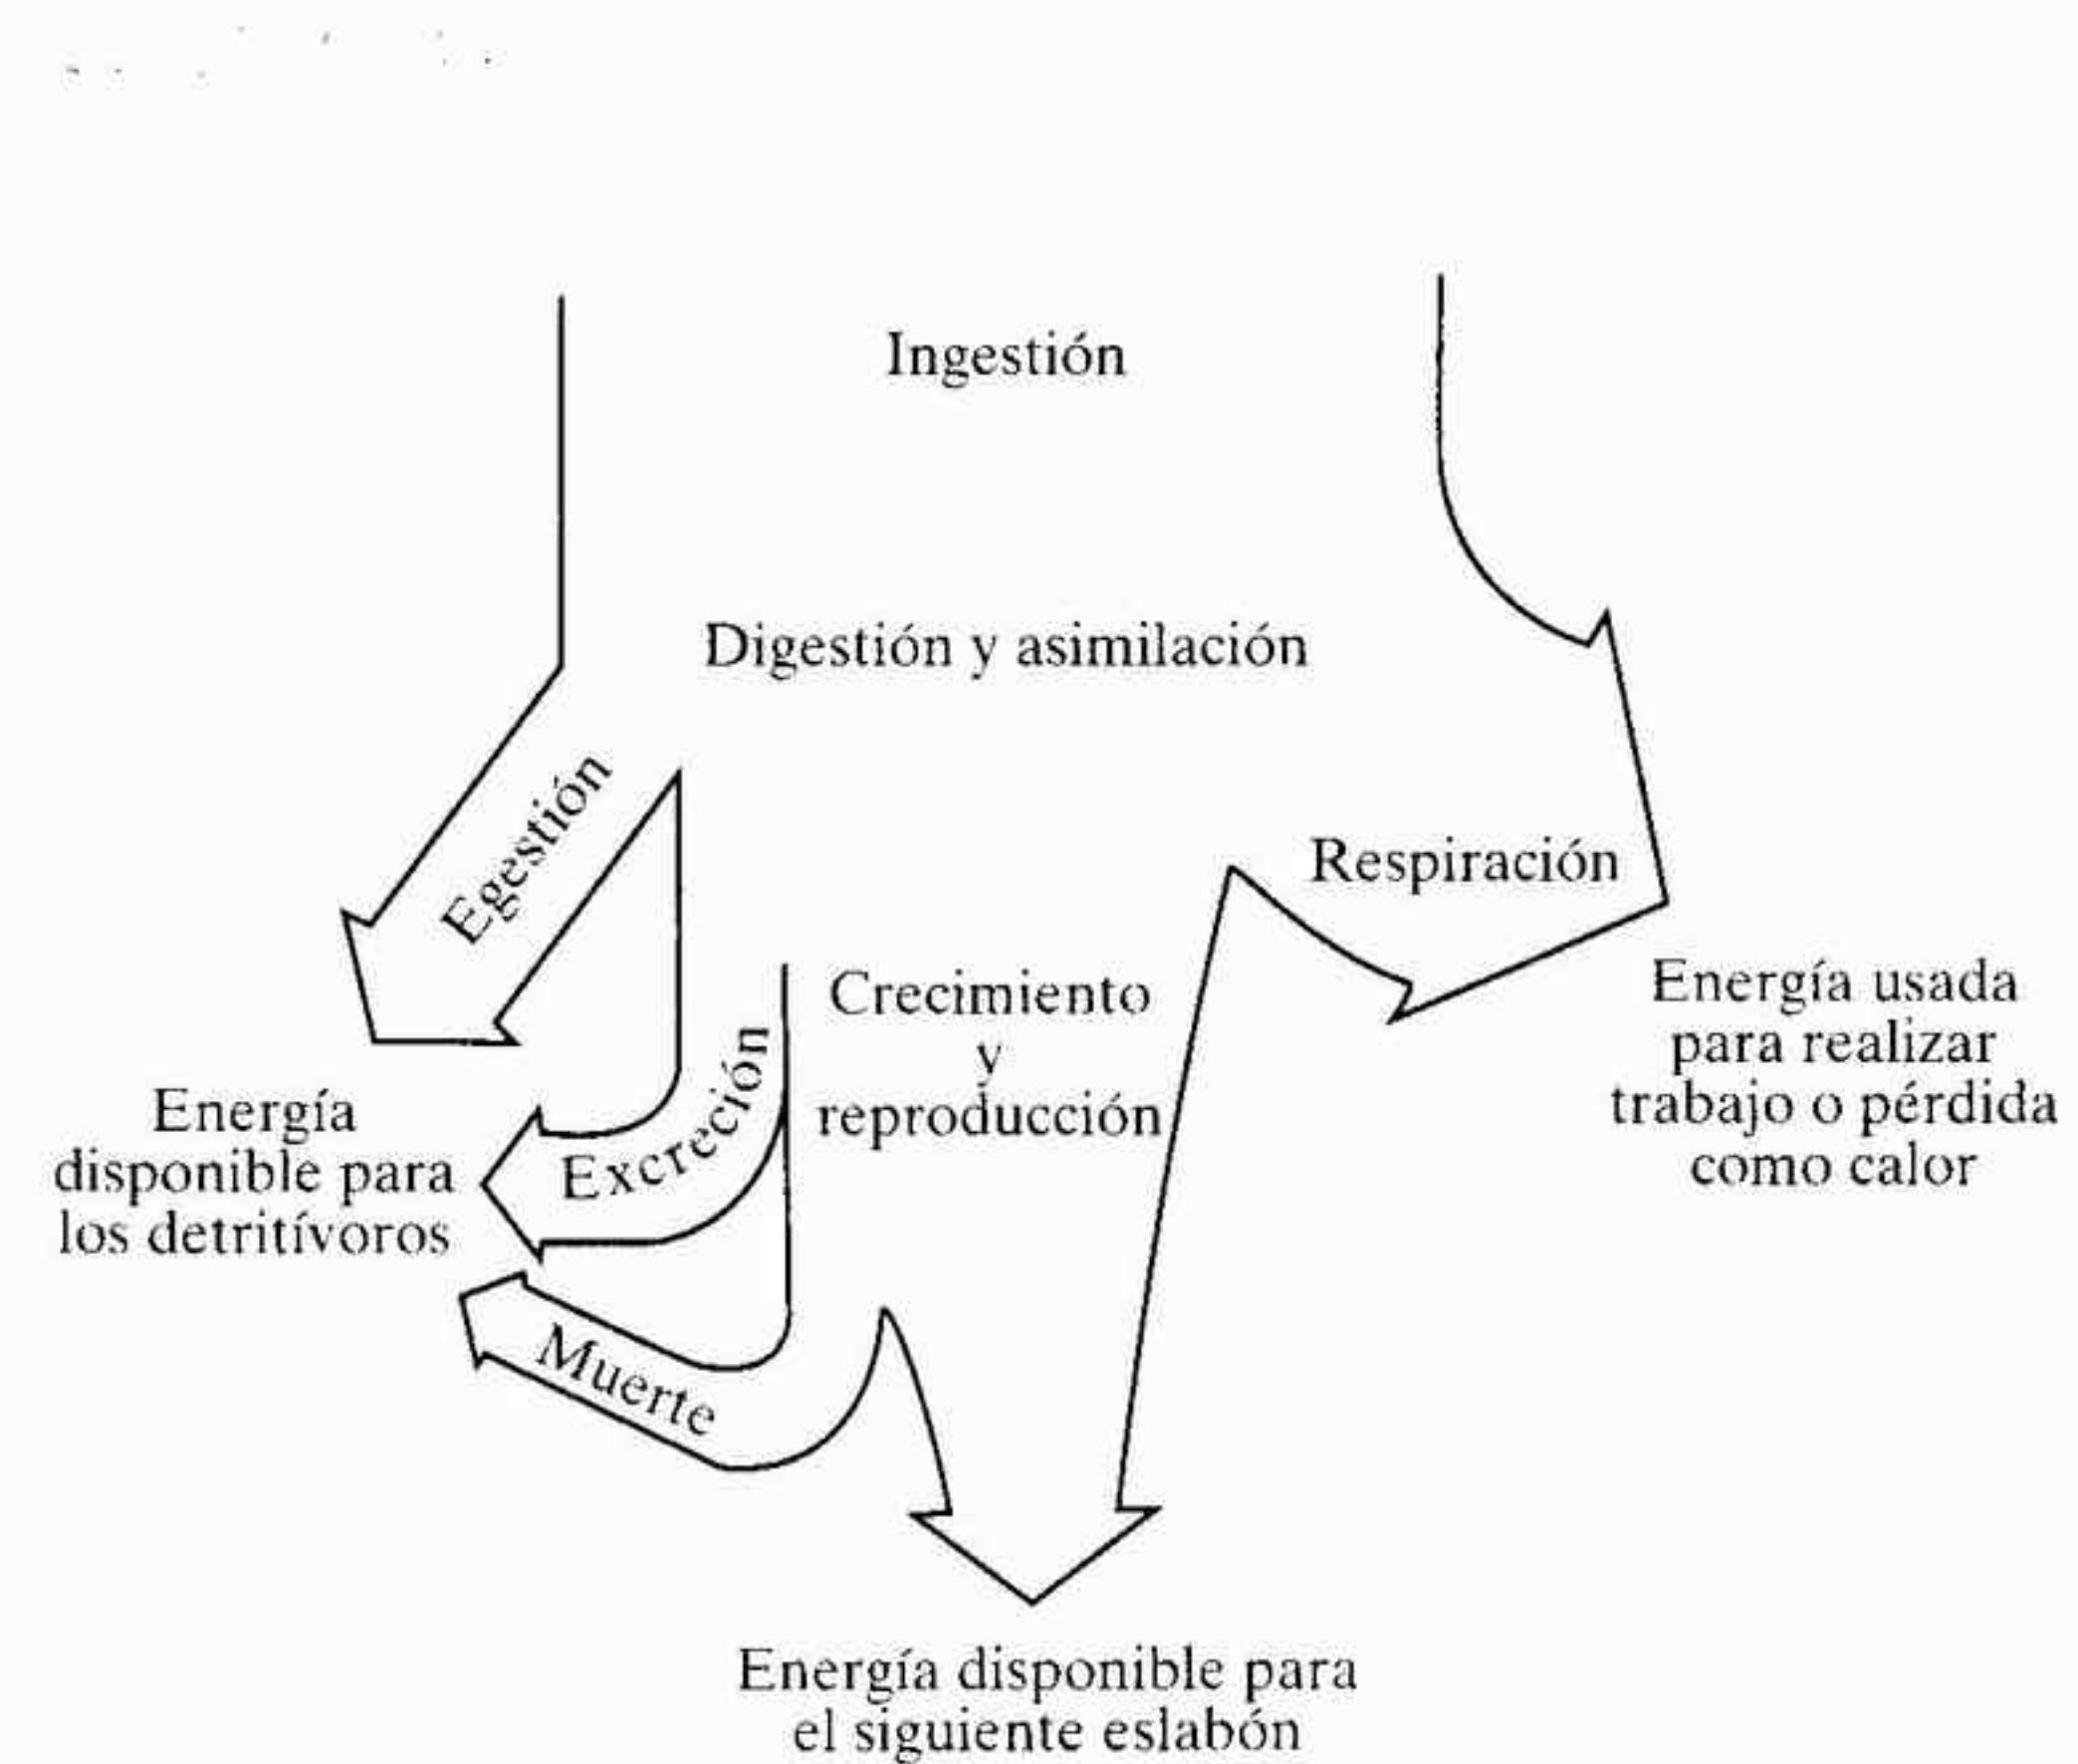 Ingestión
Digestión y asimilación
Egestión
Respiración
Crecimiento
y
reproducción
Excreción
Energía usada
para realizar
trabajo o pérdida
como calor
Energía
disponible para
los detritívoros
Muerte
Energía disponible para
el siguiente eslabón